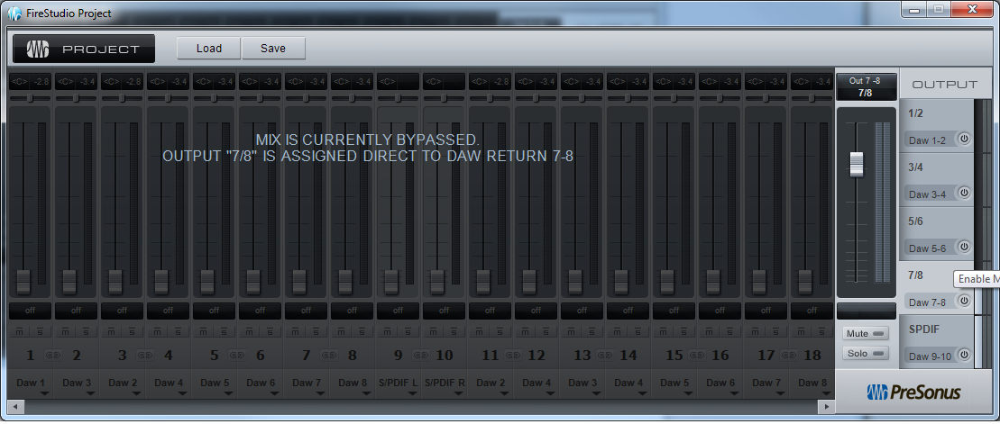 FireStudio Project
PROJECT Load Save
<C> -2.8 <C> -3.4 <C> -2.8 <C> -3.4 <C> -3.4 <C> -3.4 <C> -3.4 <C> -3.4 <C> <C> <C> -3.4 <C> -3.4 <C> -3.4 <C> -3.4 <C> -3.4 <C> -3.4 <C> -3.4 <C> -3.4
Out 7 -8
7/8
OUTPUT
MIX IS CURRENTLY BYPASSED.
OUTPUT "7/8" IS ASSIGNED DIRECT TO DAW RETURN 7-8
1/2
Daw 1-2
3/4
Daw 3-4
5/6
Daw 5-6
7/8
Enable M
Daw 7-8
SPDIF
Daw 9-10
off off off off off off off off off off off off off off off off off off
m s m s m s m s m s m s m s m s m s m s m s m s m s m s m s m s m s m s
Mute
Solo
1 2 3 4 5 6 7 8 9 10 11 12 13 14 15 16 17 18
Daw 1 Daw 3 Daw 2 Daw 4 Daw 5 Daw 6 Daw 7 Daw 8 S/PDIF L S/PDIF R Daw 2 Daw 4 Daw 3 Daw 4 Daw 5 Daw 6 Daw 7 Daw 8
PreSonus